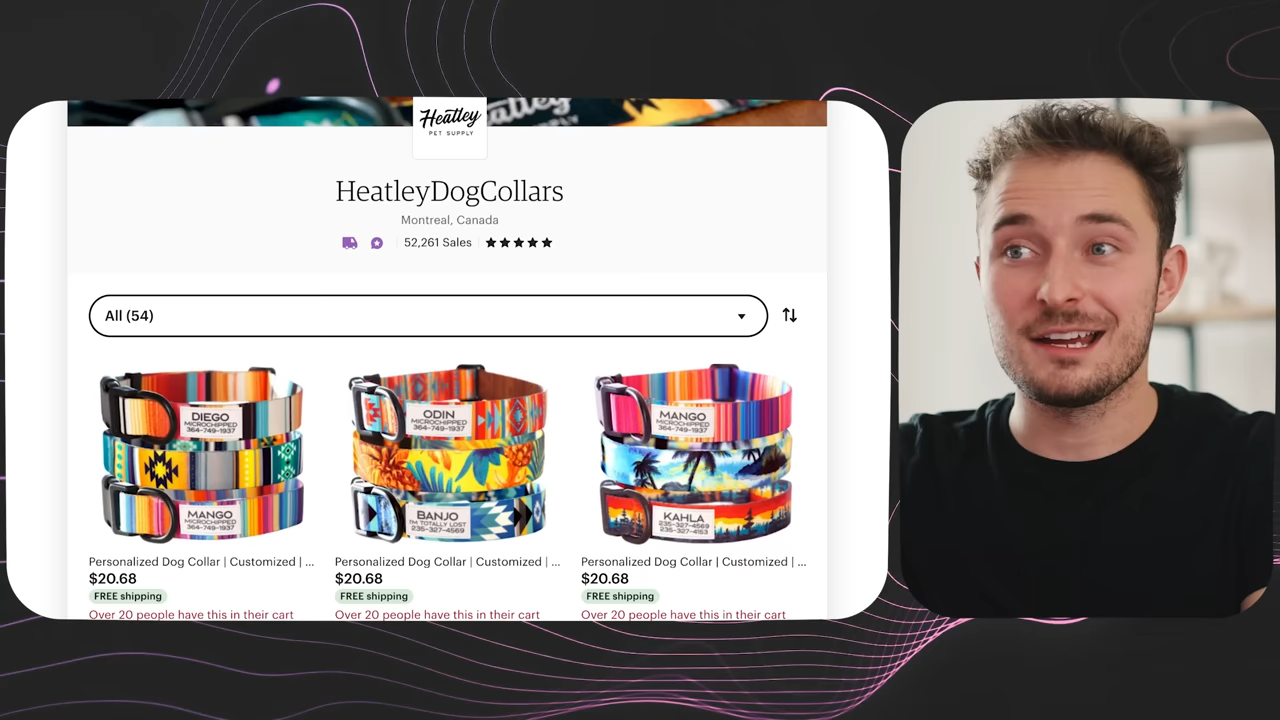 Heatley
PET SUPPLY
Heatley
HeatleyDogCollars
Montreal, Canada
52,261 Sales
All (54)
DIEGO
MICROCHIPPED
364-749-1937
MANGO
MICROCHIPPED
364-749-1937
ODIN
MICROCHIPPED
364-749-1937
BANJO
I'M TOTALLY LOST
235-327-4569
MANGO
MICROCHIPPED
364-749-1937
KAHLA
235-327-4569
235-327-4153
Personalized Dog Collar | Customized | ...
$20.68
FREE shipping
Over 20 people have this in their cart
Personalized Dog Collar | Customized | ...
$20.68
FREE shipping
Over 20 people have this in their cart
Personalized Dog Collar | Customized | ...
$20.68
FREE shipping
Over 20 people have this in their cart